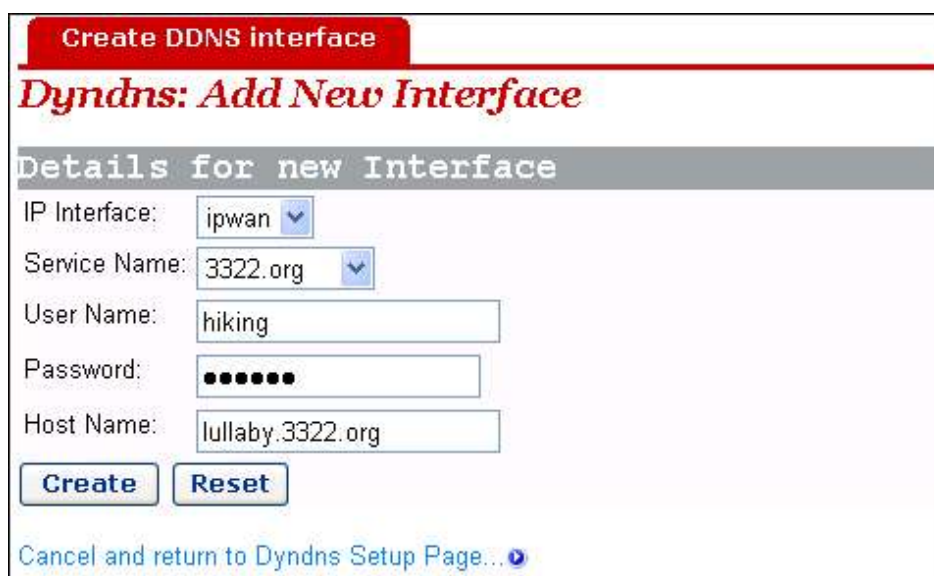 Create DDNS interface
Dyndns: Add New Interface
Details for new Interface
IP Interface: ipwan
Service Name: 3322.org
User Name: hiking
Password: ●●●●●●
Host Name: lullaby.3322.org
Create Reset
Cancel and return to Dyndns Setup Page...